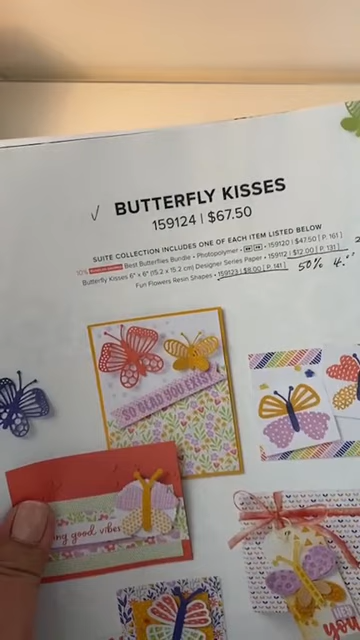 ✓ BUTTERFLY KISSES
159124 | $67.50
SUITE COLLECTION INCLUDES ONE OF EACH ITEM LISTED BELOW
10% Best Butterflies Bundle • Photopolymer • 159120 | $47.50 [ P. 161 ]
Butterfly Kisses 6" x 6" (15.2 x 15.2 cm) Designer Series Paper • 159112 | $12.00 [ P. 131 ]
Fun Flowers Resin Shapes • 159123 | $8.00 [ P. 141 ] 50% 4.
SO GLAD YOU EXIST
good vibes